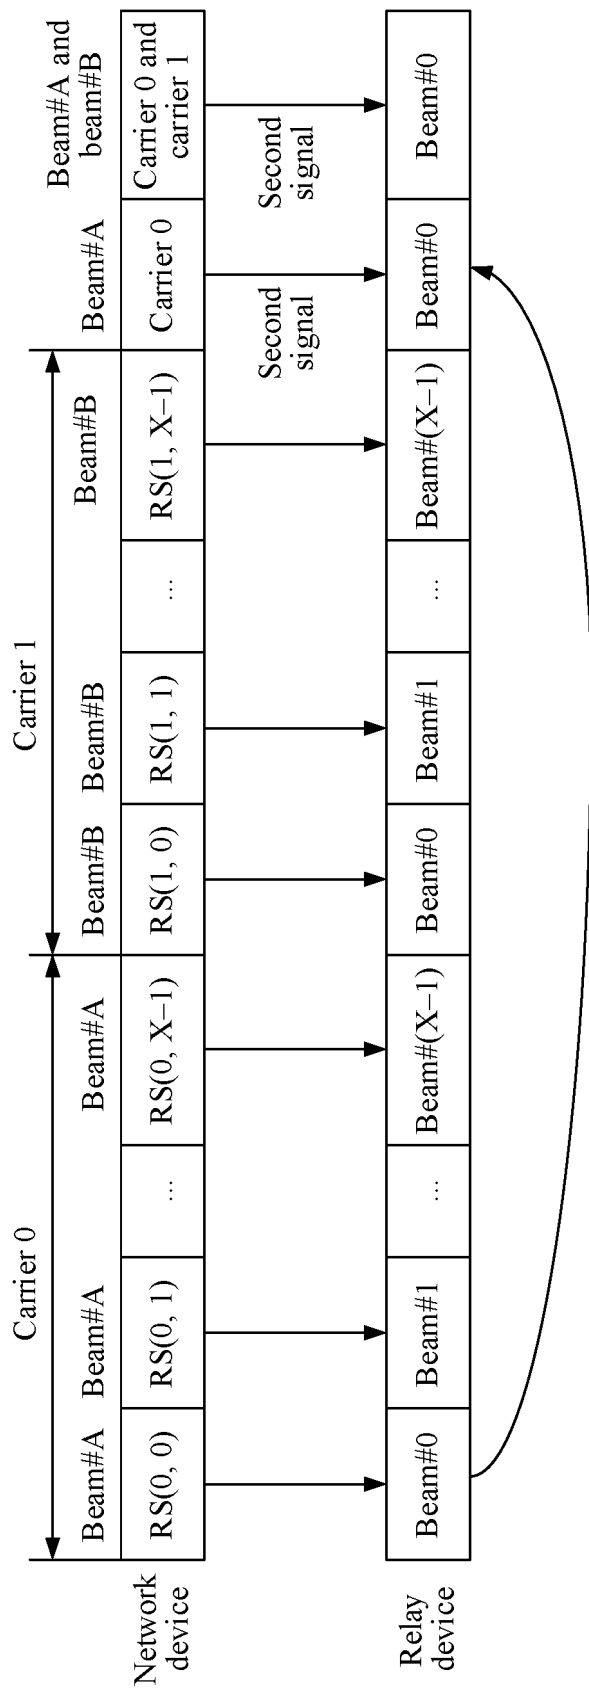 Carrier 0
Carrier 1
Beam#A
Beam#A
Beam#A
Beam#B
Beam#B
Beam#B
Beam#A
Beam#A and
beam#B
Network
device
RS(0, 0)
RS(0, 1)
...
RS(0, X–1)
RS(1, 0)
RS(1, 1)
...
RS(1, X–1)
Carrier 0
Carrier 0 and
carrier 1
Second
signal
Second
signal
Relay
device
Beam#0
Beam#1
...
Beam#(X–1)
Beam#0
Beam#1
...
Beam#(X–1)
Beam#0
Beam#0